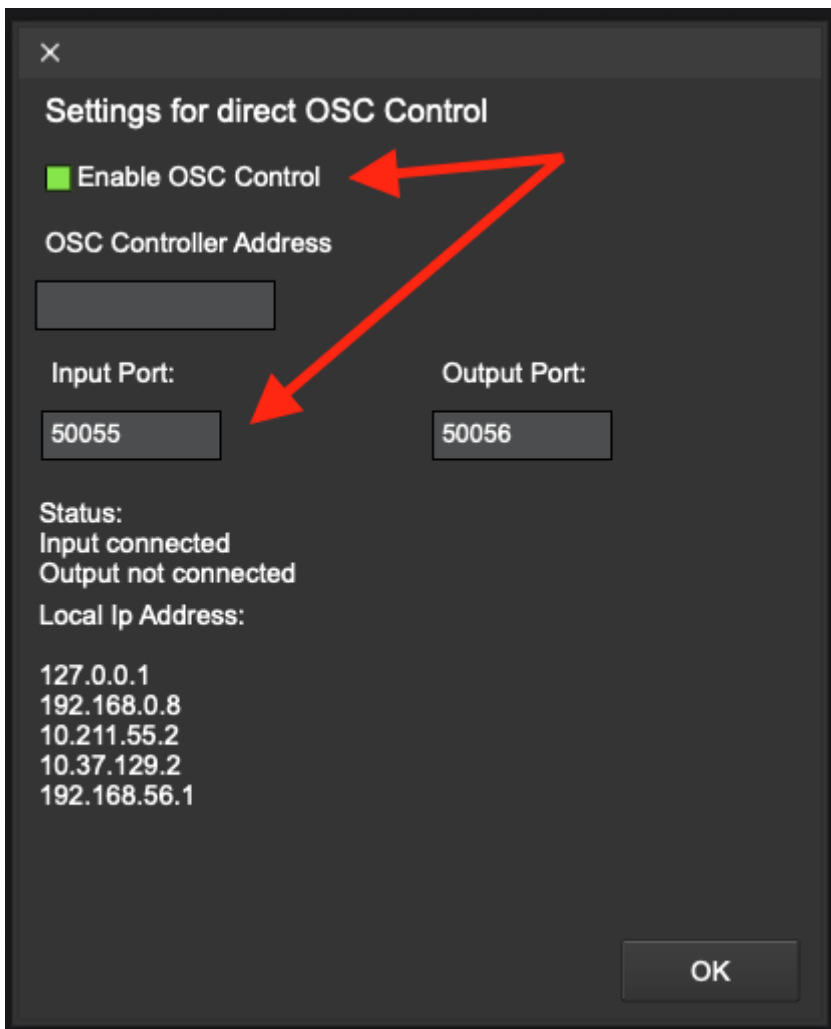 Settings for direct OSC Control
Enable OSC Control
OSC Controller Address
Input Port: Output Port:
50055 50056
Status:
Input connected
Output not connected
Local Ip Address:
127.0.0.1
192.168.0.8
10.211.55.2
10.37.129.2
192.168.56.1
OK